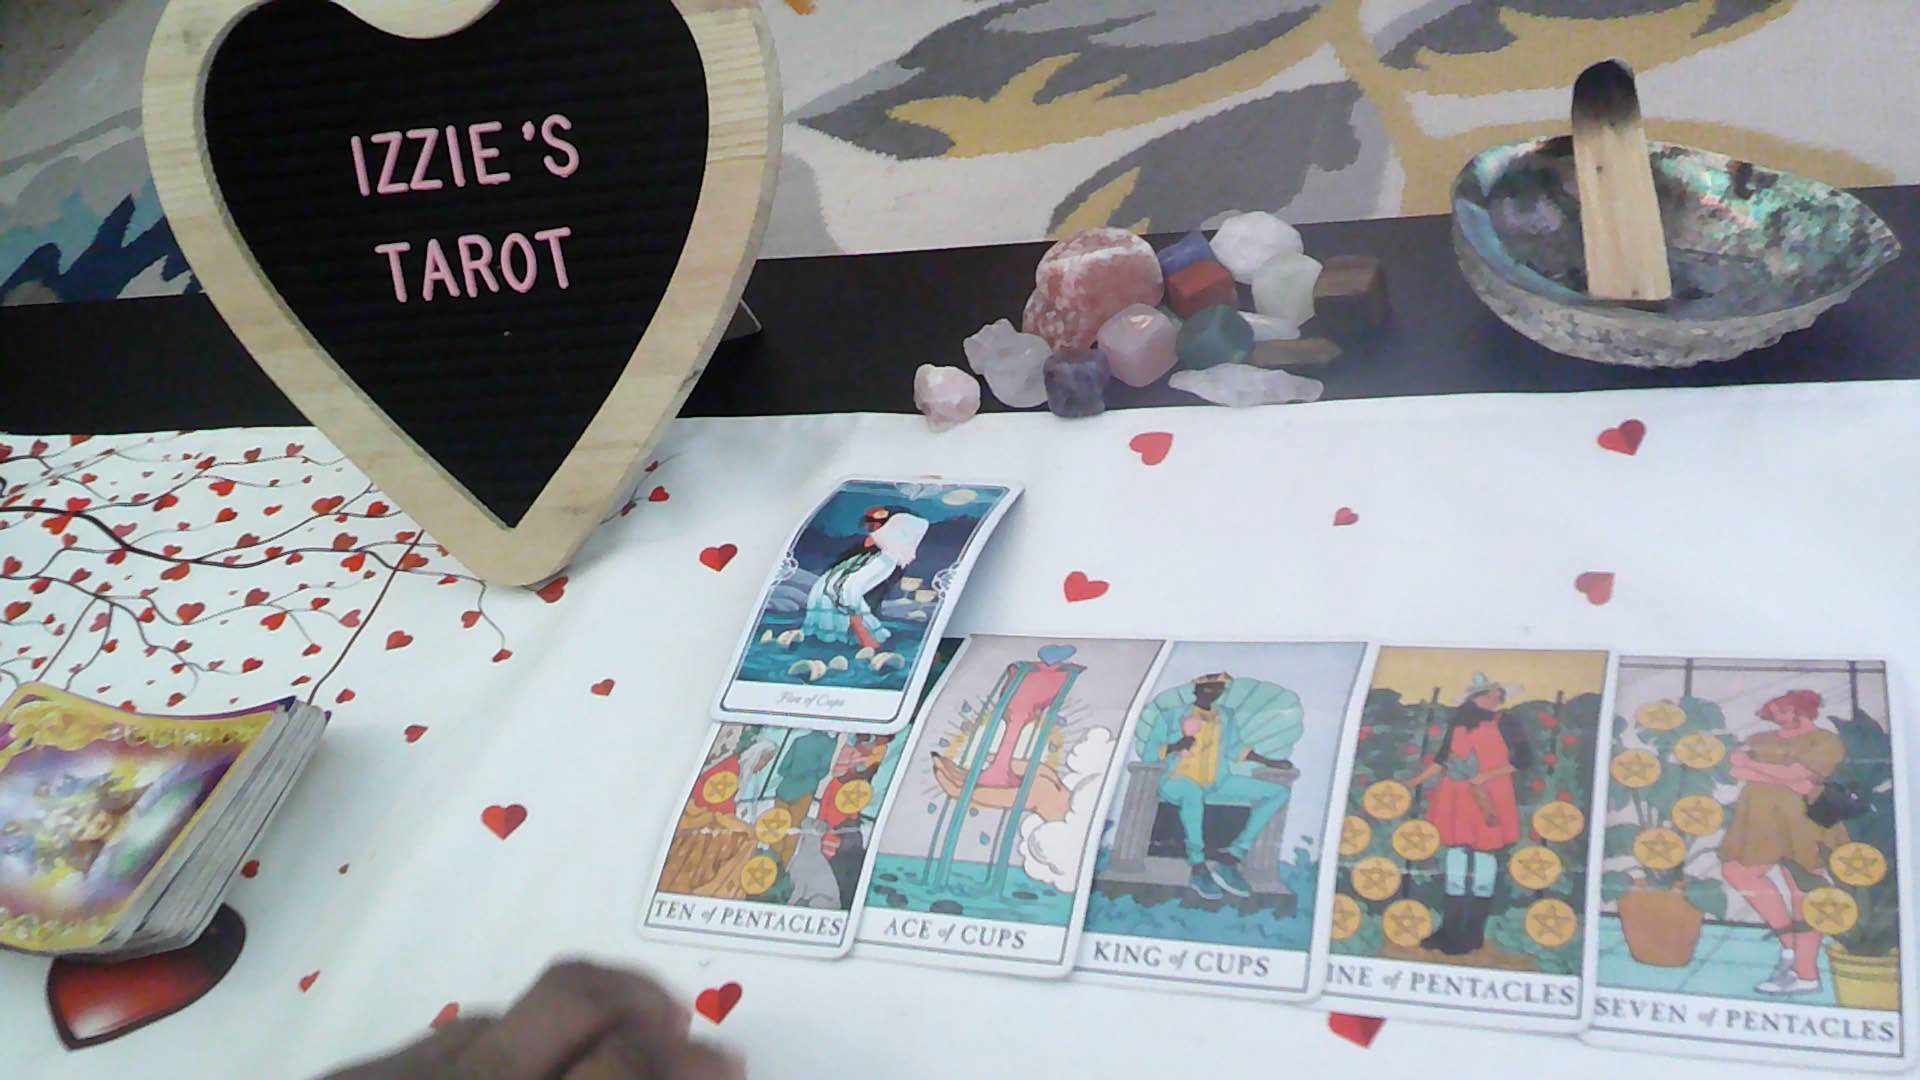 IZZIE'S
TAROT
Five of Cups
TEN of PENTACLES
ACE of CUPS
KING of CUPS
INE of PENTACLES
SEVEN of PENTACLES